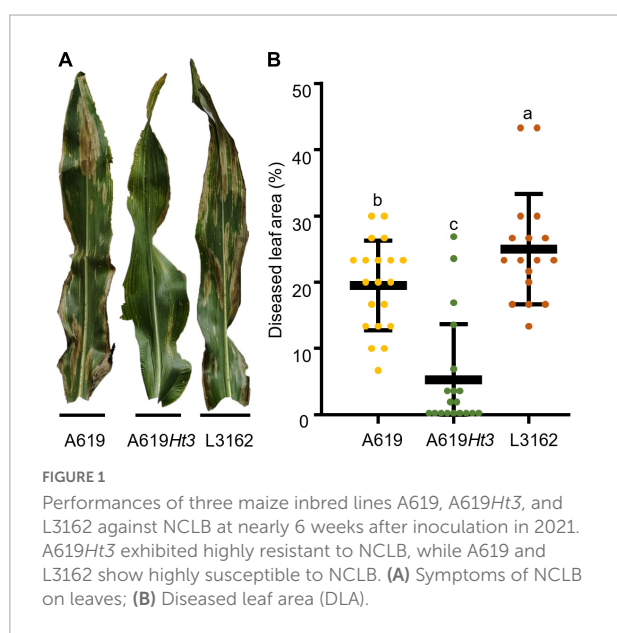 A
B
50
40
30
20
10
0
Diseased leaf area (%)
b
c
a
A619
A619Ht3
L3162
A619
A619Ht3
L3162
FIGURE 1
Performances of three maize inbred lines A619, A619Ht3, and
L3162 against NCLB at nearly 6 weeks after inoculation in 2021.
A619Ht3 exhibited highly resistant to NCLB, while A619 and
L3162 show highly susceptible to NCLB. (A) Symptoms of NCLB
on leaves; (B) Diseased leaf area (DLA).